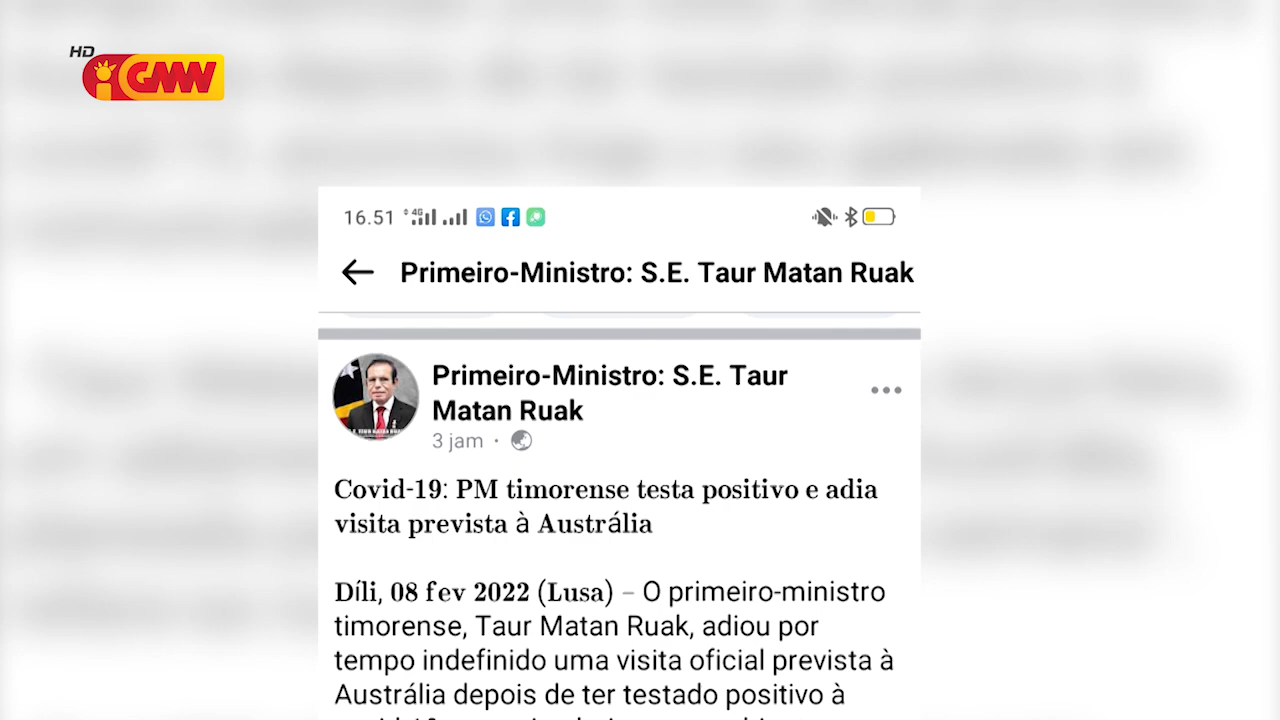 HD
GMN
16.51 4G
Primeiro-Ministro: S.E. Taur Matan Ruak
Primeiro-Ministro: S.E. Taur
Matan Ruak
3 jam ·
Covid-19: PM timorense testa positivo e adia
visita prevista à Austrália
Díli, 08 fev 2022 (Lusa) – O primeiro-ministro
timorense, Taur Matan Ruak, adiou por
tempo indefinido uma visita oficial prevista à
Austrália depois de ter testado positivo à